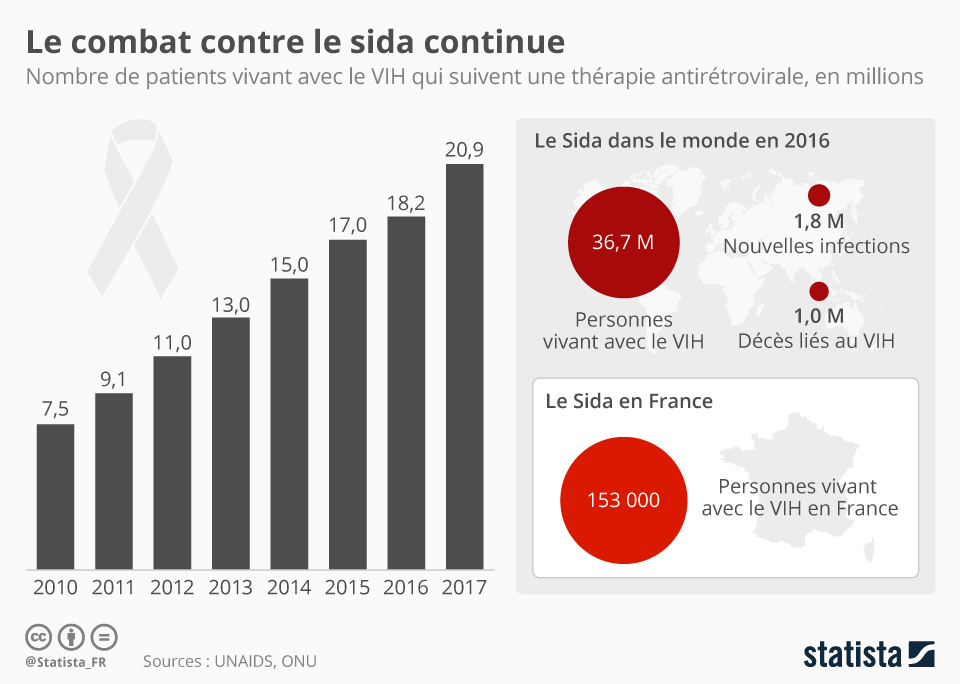 Le combat contre le sida continue
Nombre de patients vivant avec le VIH qui suivent une thérapie antirétrovirale, en millions
7,5
9,1
11,0
13,0
15,0
17,0
18,2
20,9
2010 2011 2012 2013 2014 2015 2016 2017
Le Sida dans le monde en 2016
36,7 M
Personnes
vivant avec le VIH
1,8 M
Nouvelles infections
1,0 M
Décès liés au VIH
Le Sida en France
153 000
Personnes vivant
avec le VIH en France
cc
@Statista_FR
Sources : UNAIDS, ONU
statista